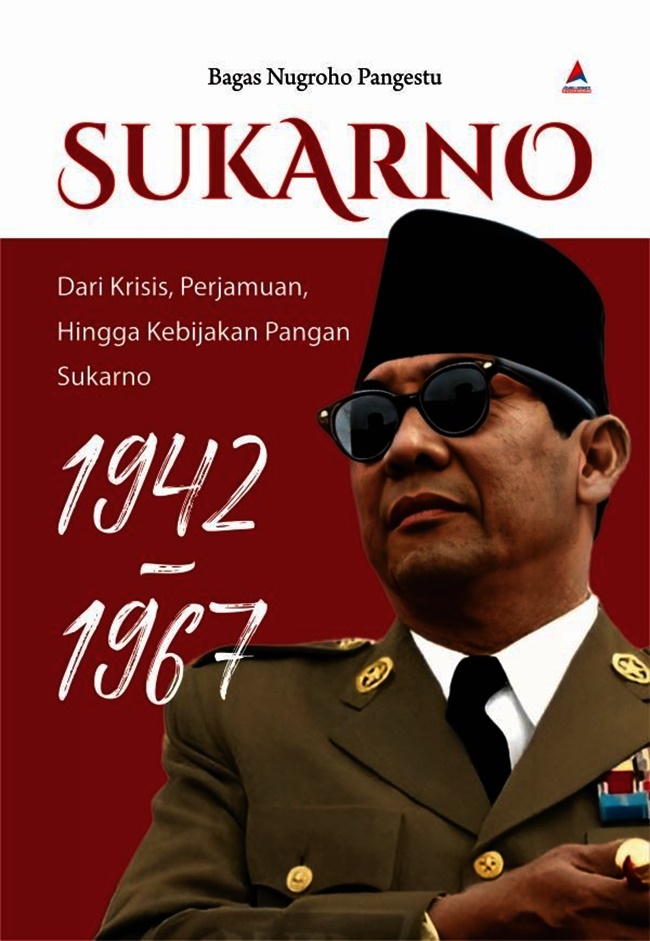 Bagas Nugroho Pangestu
SUKARNO
Dari Krisis, Perjamuan,
Hingga Kebijakan Pangan
Sukarno
1942
–
1967